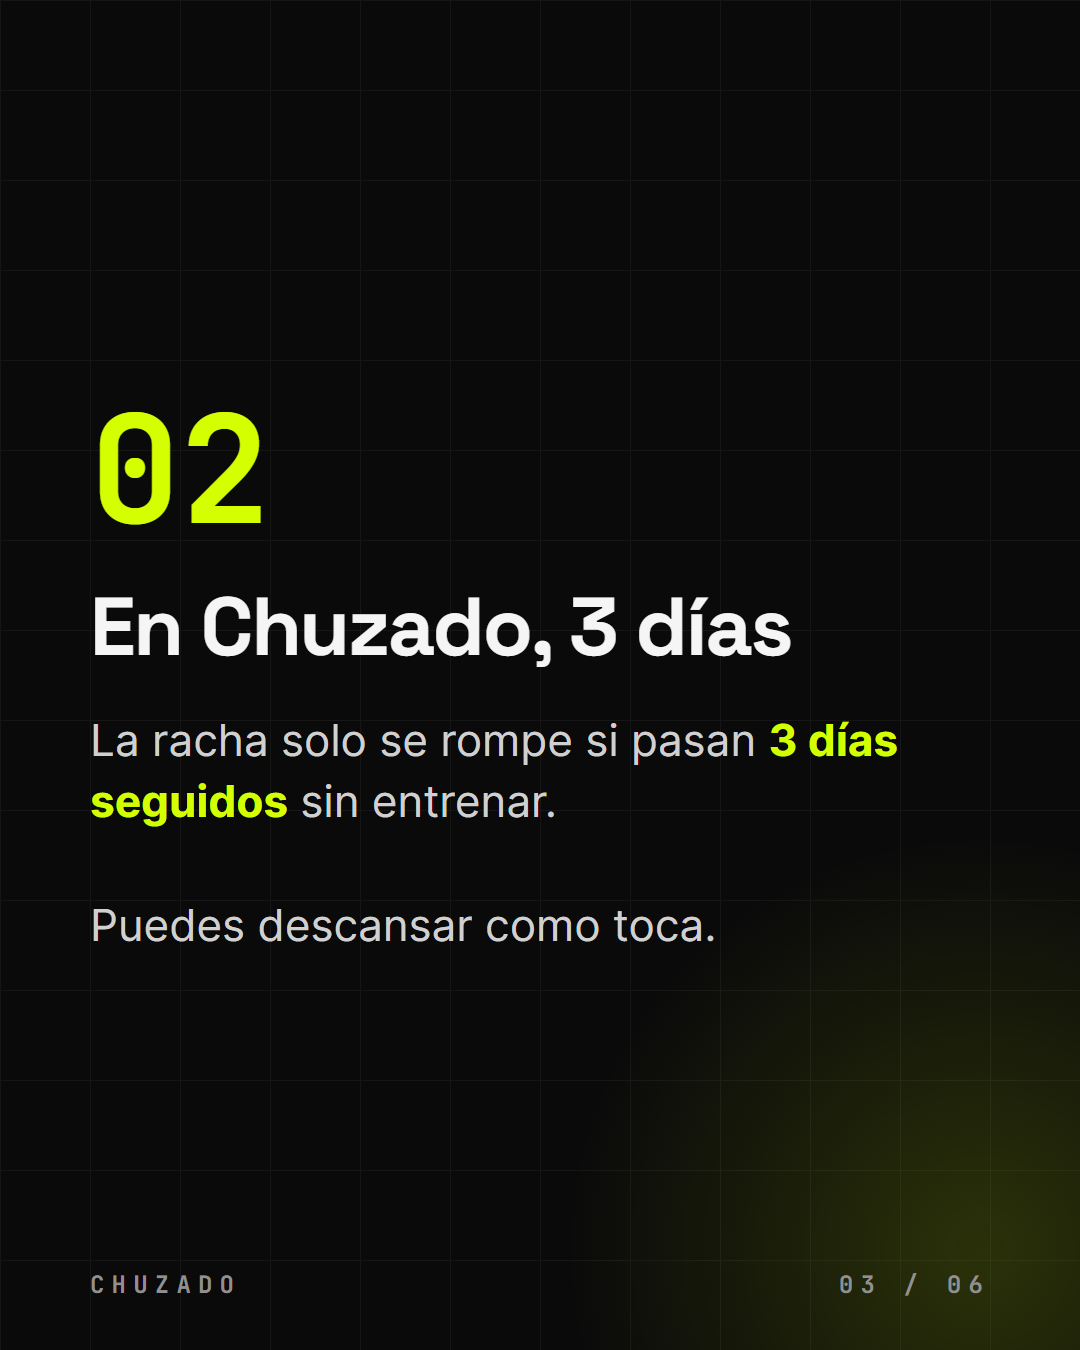 02
En Chuzado, 3 días
La racha solo se rompe si pasan 3 días
seguidos sin entrenar.
Puedes descansar como toca.
CHUZADO
03 / 06